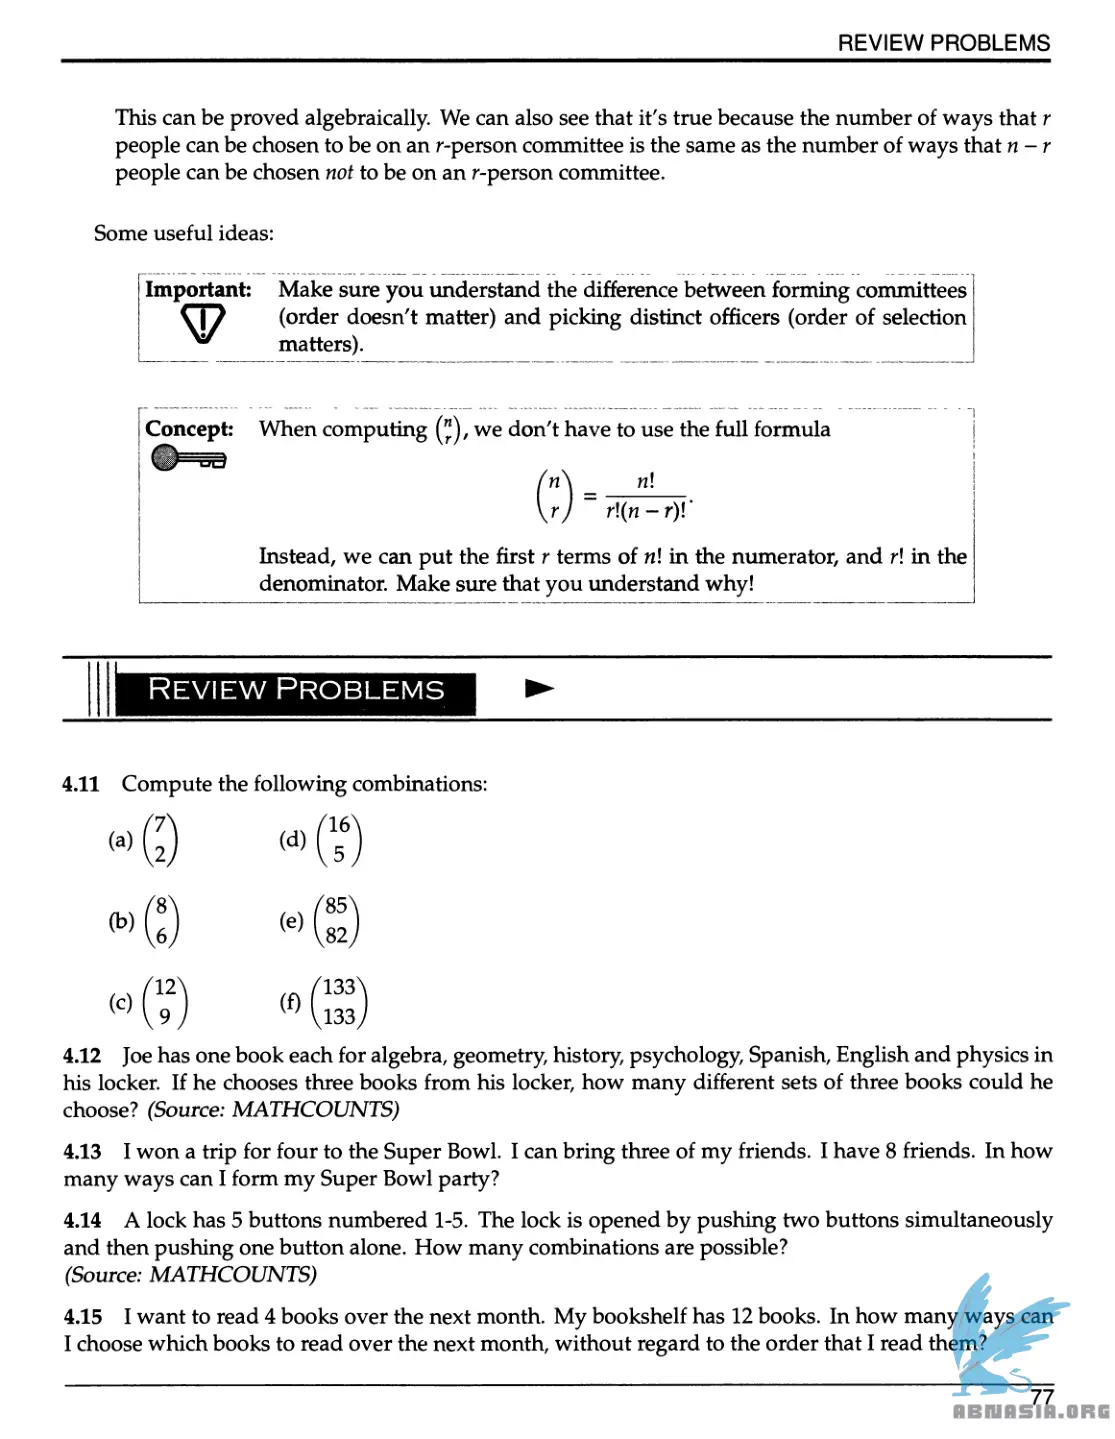 REVIEW PROBLEMS
This can be proved algebraically. We can also see that it's true because the number of ways that r
people can be chosen to be on an r-person committee is the same as the number of ways that n − r
people can be chosen not to be on an r-person committee.
Some useful ideas:
Important: Make sure you understand the difference between forming committees
(order doesn't matter) and picking distinct officers (order of selection
matters).
Concept: When computing (n r), we don't have to use the full formula
(n r) = n! / r!(n − r)!.
Instead, we can put the first r terms of n! in the numerator, and r! in the
denominator. Make sure that you understand why!
REVIEW PROBLEMS
4.11 Compute the following combinations:
(a) (7 2) (d) (16 5)
(b) (8 6) (e) (85 82)
(c) (12 9) (f) (133 133)
4.12 Joe has one book each for algebra, geometry, history, psychology, Spanish, English and physics in
his locker. If he chooses three books from his locker, how many different sets of three books could he
choose? (Source: MATHCOUNTS)
4.13 I won a trip for four to the Super Bowl. I can bring three of my friends. I have 8 friends. In how
many ways can I form my Super Bowl party?
4.14 A lock has 5 buttons numbered 1-5. The lock is opened by pushing two buttons simultaneously
and then pushing one button alone. How many combinations are possible?
(Source: MATHCOUNTS)
4.15 I want to read 4 books over the next month. My bookshelf has 12 books. In how many ways can
I choose which books to read over the next month, without regard to the order that I read them?
77
ABNASIA.ORG